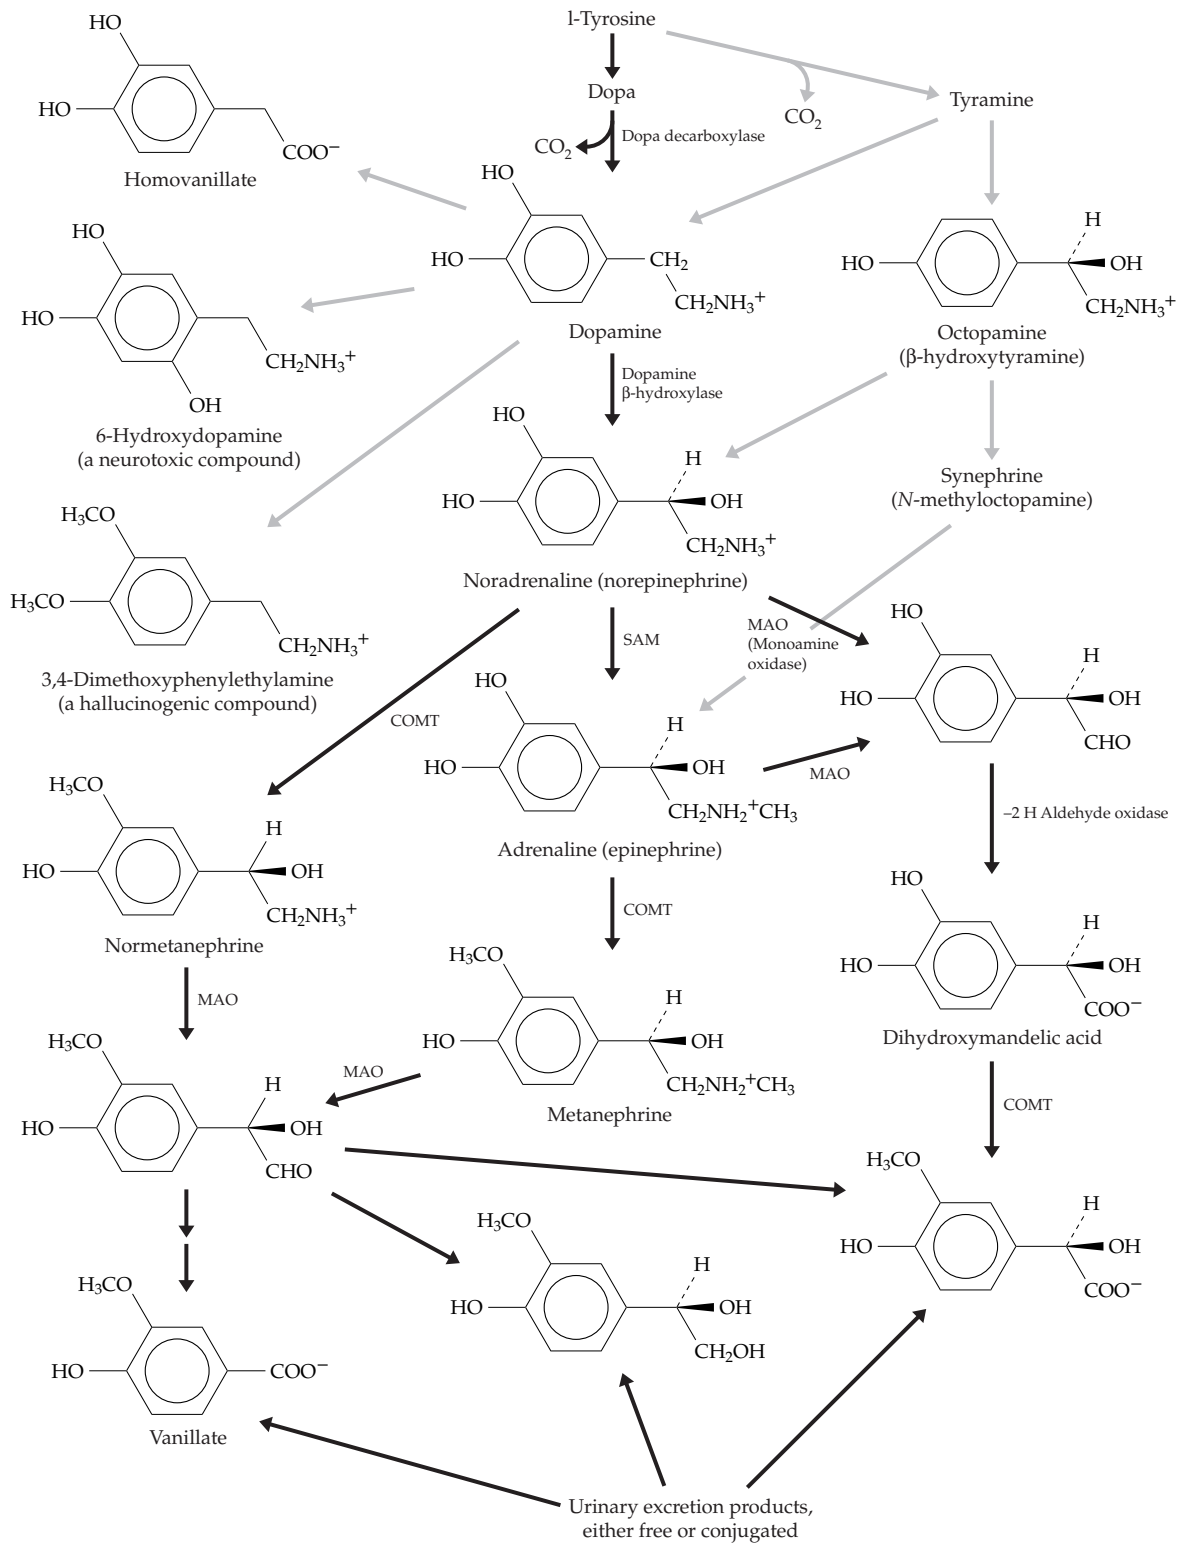 l-Tyrosine
Dopa
CO2
Dopa decarboxylase
CO2
Tyramine
HO
HO
COO−
Homovanillate
HO
HO
CH2
CH2NH3+
Dopamine
HO
H
OH
CH2NH3+
Octopamine
(β-hydroxytyramine)
HO
HO
CH2NH3+
OH
6-Hydroxydopamine
(a neurotoxic compound)
Dopamine
β-hydroxylase
HO
HO
H
OH
CH2NH3+
Noradrenaline (norepinephrine)
Synephrine
(N-methyloctopamine)
H3CO
H3CO
CH2NH3+
3,4-Dimethoxyphenylethylamine
(a hallucinogenic compound)
COMT
SAM
MAO
(Monoamine
oxidase)
HO
HO
H
OH
CHO
HO
HO
H
OH
CH2NH2+CH3
Adrenaline (epinephrine)
MAO
–2 H Aldehyde oxidase
H3CO
HO
H
OH
CH2NH3+
Normetanephrine
MAO
COMT
HO
HO
H
OH
COO−
Dihydroxymandelic acid
COMT
H3CO
HO
H
OH
CH2NH2+CH3
Metanephrine
MAO
H3CO
HO
H
OH
CHO
H3CO
HO
H
OH
COO−
H3CO
HO
H
OH
CH2OH
H3CO
HO
COO−
Vanillate
Urinary excretion products,
either free or conjugated